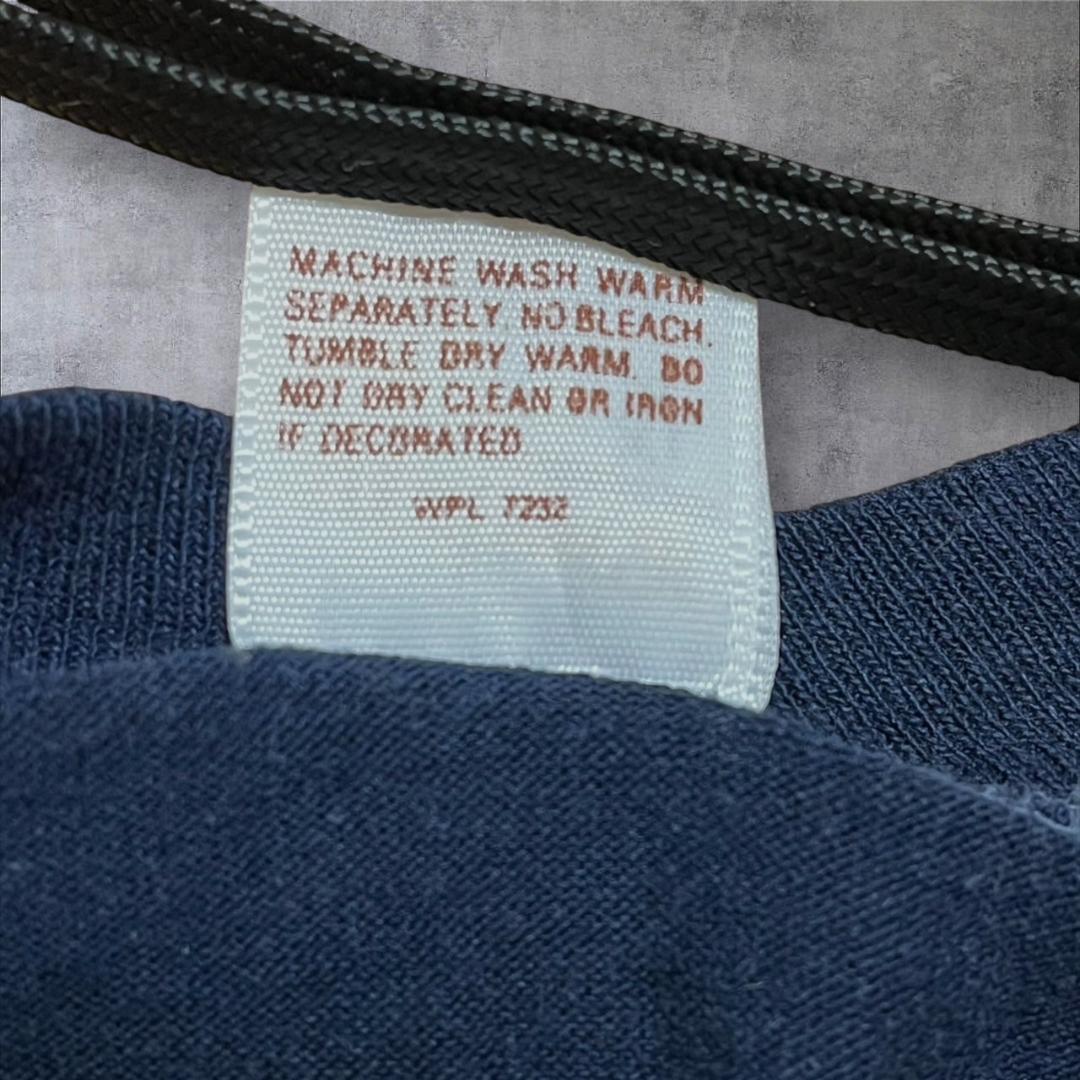 MACHINE WASH WARM
SEPARATELY. NO BLEACH.
TUMBLE DRY WARM. DO
NOT DRY CLEAN OR IRON
IF DECORATED
WPL 7232